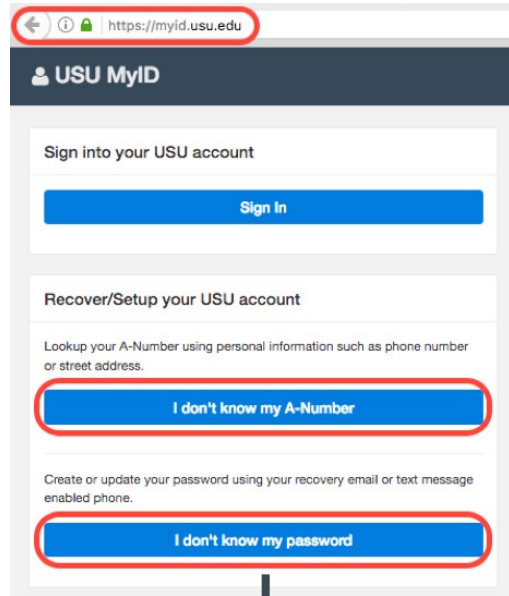 https://myid.usu.edu
USU MyID
Sign into your USU account
Sign In
Recover/Setup your USU account
Lookup your A-Number using personal information such as phone number
or street address.
I don't know my A-Number
Create or update your password using your recovery email or text message
enabled phone.
I don't know my password